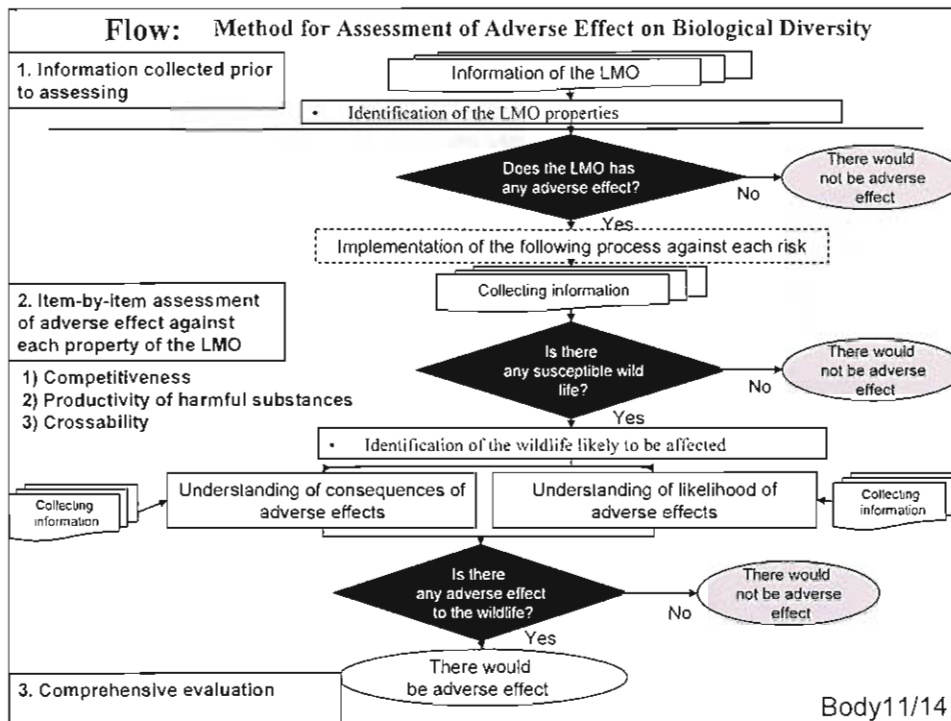 Flow: Method for Assessment of Adverse Effect on Biological Diversity
1. Information collected prior
to assessing
Information of the LMO
• Identification of the LMO properties
Does the LMO has
any adverse effect?
No
There would
not be adverse
effect
Yes
Implementation of the following process against each risk
Collecting information
2. Item-by-item assessment
of adverse effect against
each property of the LMO
1) Competitiveness
2) Productivity of harmful substances
3) Crossability
Is there
any susceptible wild
life?
No
There would
not be adverse
effect
Yes
• Identification of the wildlife likely to be affected
Collecting
information
Understanding of consequences of
adverse effects
Understanding of likelihood of
adverse effects
Collecting
information
Is there
any adverse effect
to the wildlife?
No
There would
not be adverse
effect
Yes
There would
be adverse effect
3. Comprehensive evaluation
Body11/14